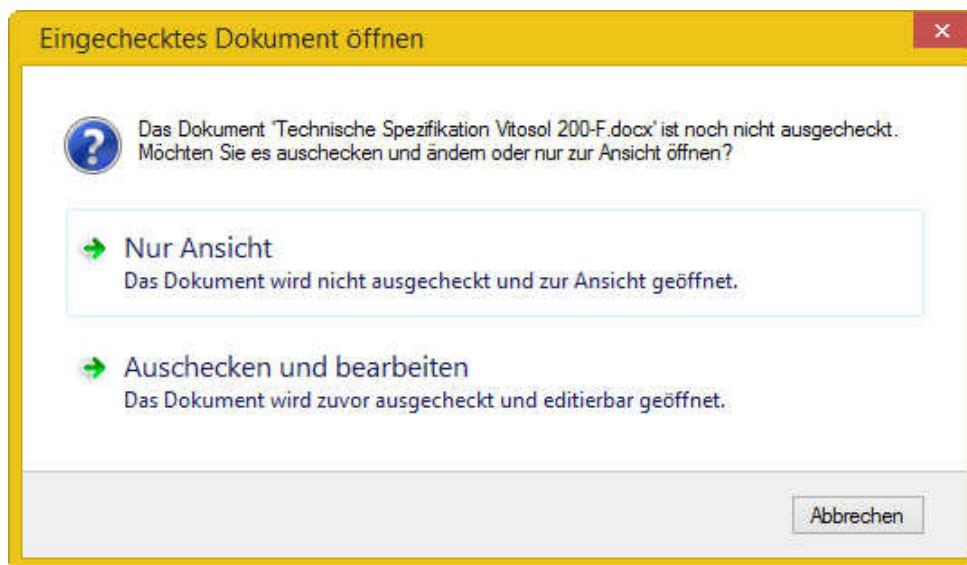 Eingechecktes Dokument öffnen
Das Dokument 'Technische Spezifikation Vitosol 200-F.docx' ist noch nicht ausgecheckt.
Möchten Sie es auschecken und ändern oder nur zur Ansicht öffnen?
Nur Ansicht
Das Dokument wird nicht ausgecheckt und zur Ansicht geöffnet.
Auschecken und bearbeiten
Das Dokument wird zuvor ausgecheckt und editierbar geöffnet.
Abbrechen